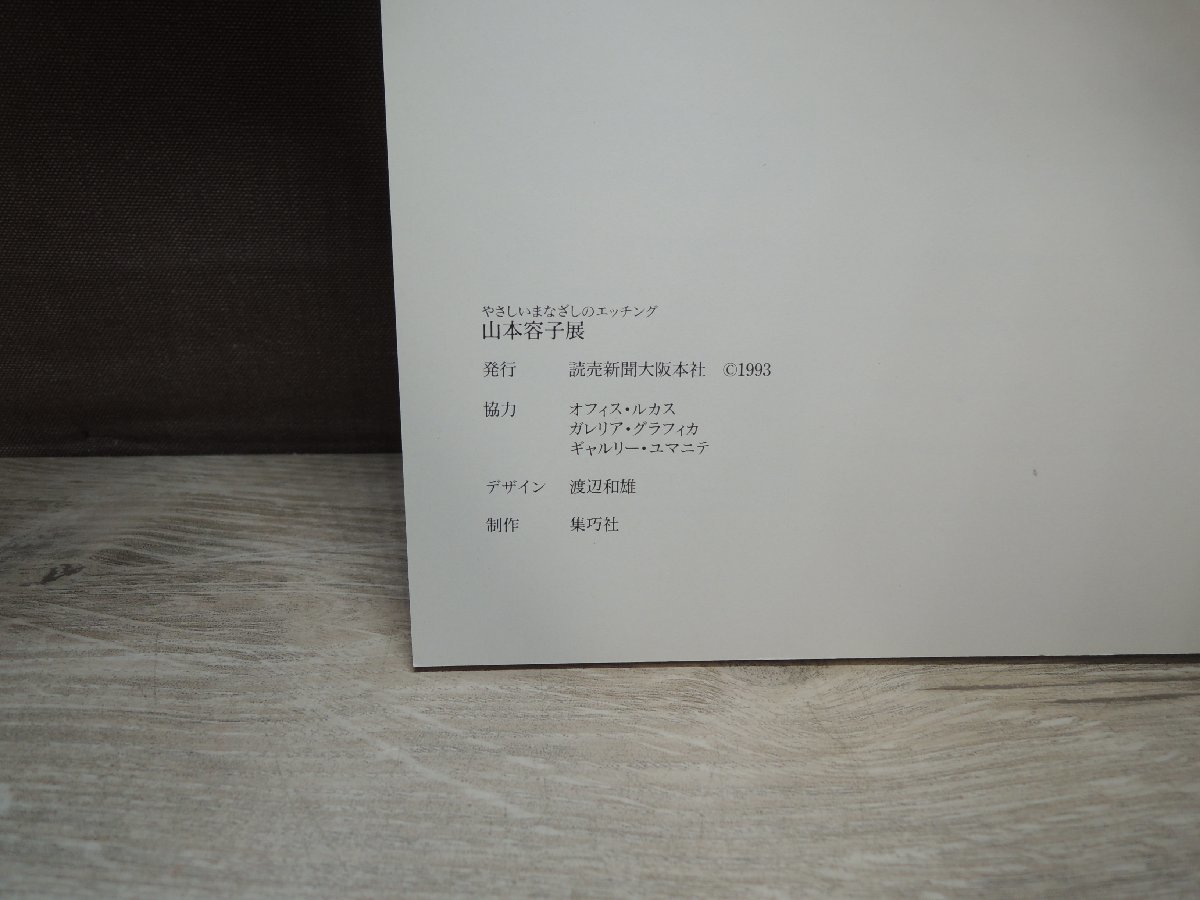 やさしいまなざしのエッチング
山本容子展
発行 読売新聞大阪本社 ©1993
協力 オフィス・ルカス
ガレリア・グラフィカ
ギャルリー・ユマニテ
デザイン 渡辺和雄
制作 集巧社